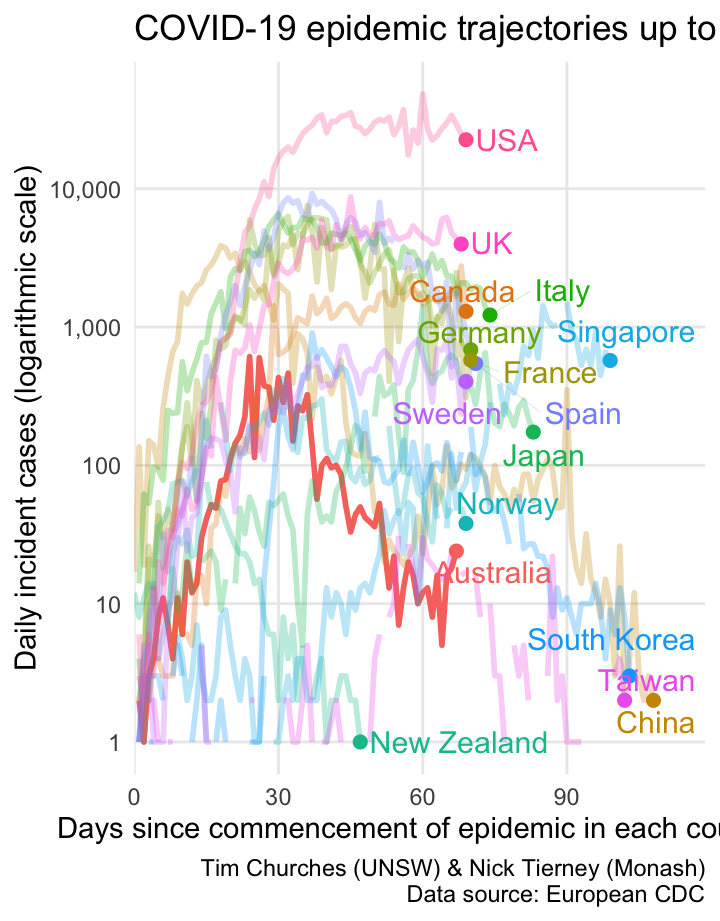 COVID-19 epidemic trajectories up to
Daily incident cases (logarithmic scale)
10,000
1,000
100
10
1
USA
UK
Canada
Italy
Germany
Singapore
France
Sweden
Spain
Japan
Norway
Australia
South Korea
Taiwan
China
New Zealand
0
30
60
90
Days since commencement of epidemic in each cou
Tim Churches (UNSW) & Nick Tierney (Monash)
Data source: European CDC